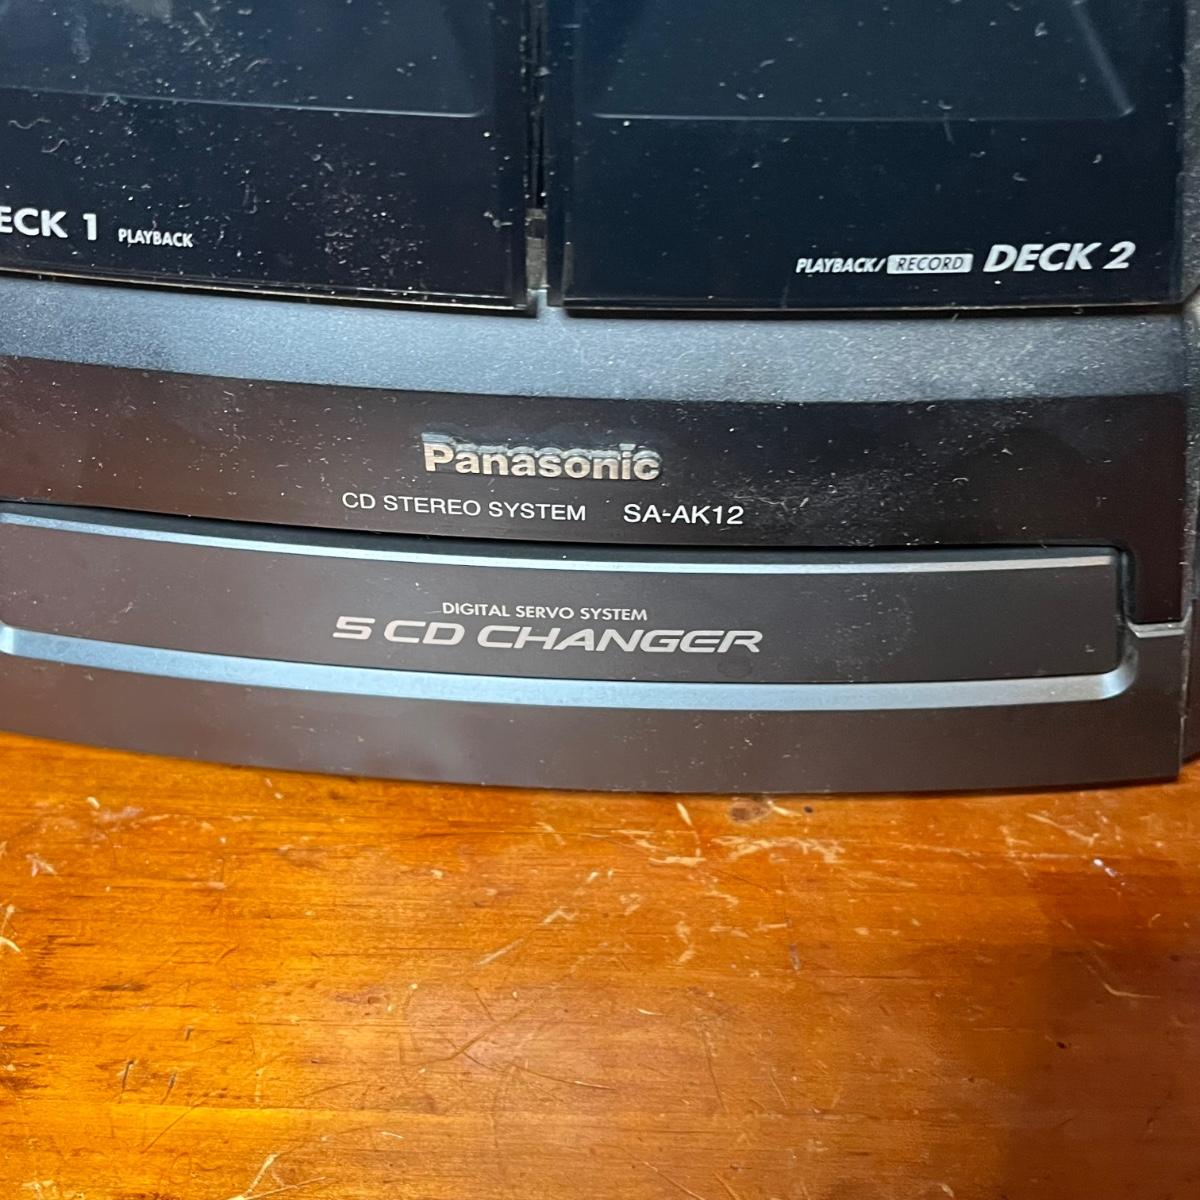 ECK 1 PLAYBACK
PLAYBACK/RECORD DECK 2
Panasonic
CD STEREO SYSTEM SA-AK12
DIGITAL SERVO SYSTEM
5 CD CHANGER